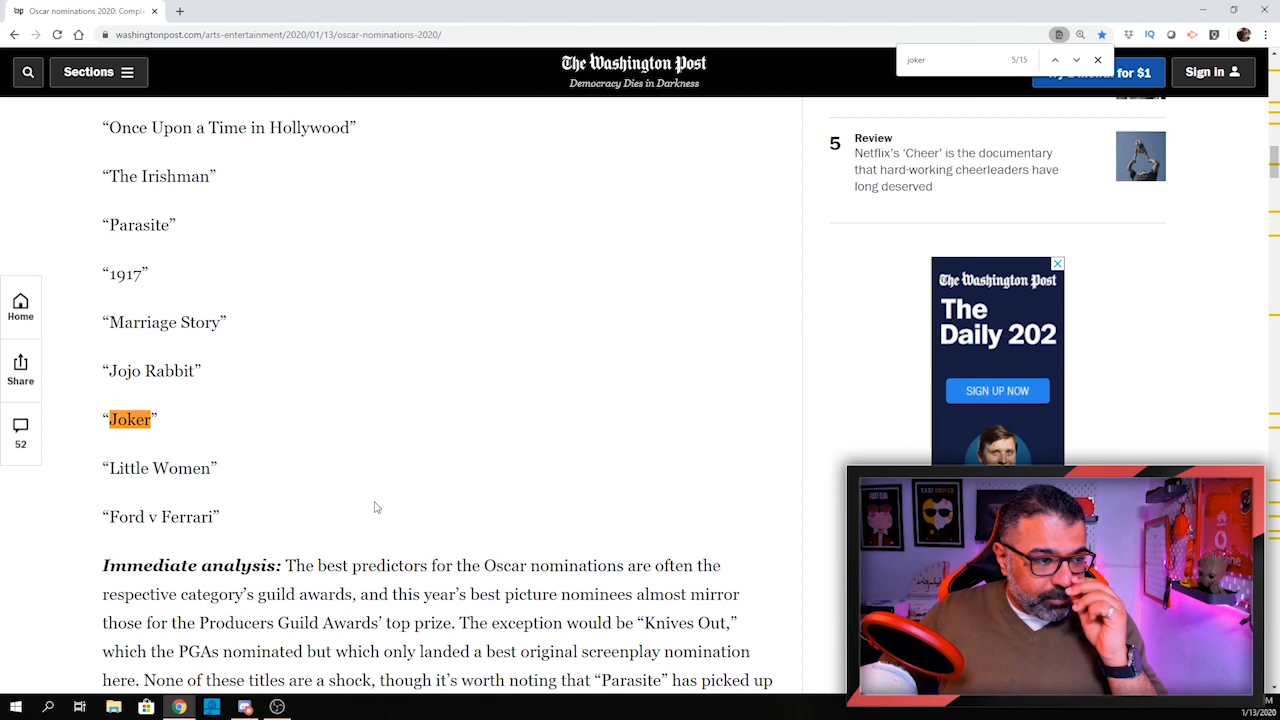 Oscar nominations 2020: Comple
washingtonpost.com/arts-entertainment/2020/01/13/oscar-nominations-2020/
IQ
joker
5/15
Sections
The Washington Post
Democracy Dies in Darkness
for $1
Sign in
“Once Upon a Time in Hollywood”
“The Irishman”
“Parasite”
“1917”
“Marriage Story”
“Jojo Rabbit”
“Joker”
“Little Women”
“Ford v Ferrari”
Immediate analysis: The best predictors for the Oscar nominations are often the
respective category’s guild awards, and this year’s best picture nominees almost mirror
those for the Producers Guild Awards’ top prize. The exception would be “Knives Out,”
which the PGAs nominated but which only landed a best original screenplay nomination
here. None of these titles are a shock, though it’s worth noting that “Parasite” has picked up
Home
Share
52
5
Review
Netflix’s ‘Cheer’ is the documentary
that hard-working cheerleaders have
long deserved
The Washington Post
The
Daily 202
SIGN UP NOW
TAXI DRIVER
1/13/2020